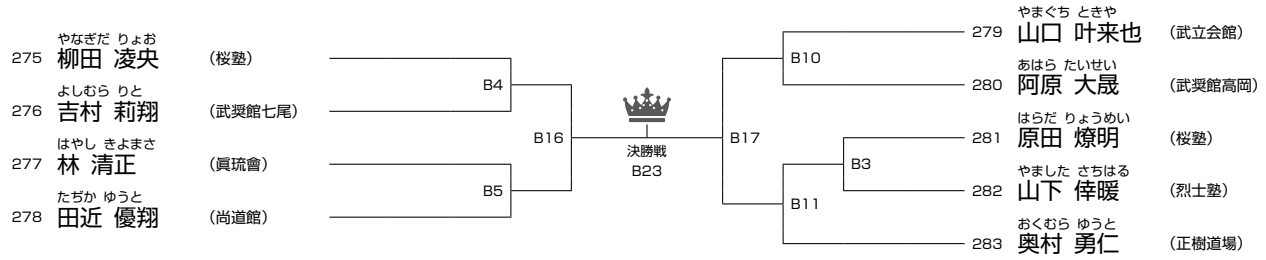 やなぎだ りょお
275 柳田 凌央 （桜塾）
よしむら りと
276 吉村 莉翔 （武奨館七尾）
はやし きよまさ
277 林 清正 （眞琉會）
たぢか ゆうと
278 田近 優翔 （尚道館）
B4
B5
B16
決勝戦
B23
B17
B10
B3
B11
やまぐち ときや
279 山口 叶来也 （武立会館）
あはら たいせい
280 阿原 大晟 （武奨館高岡）
はらだ りょうめい
281 原田 燎明 （桜塾）
やました さちはる
282 山下 倖暖 （烈士塾）
おくむら ゆうと
283 奥村 勇仁 （正樹道場）